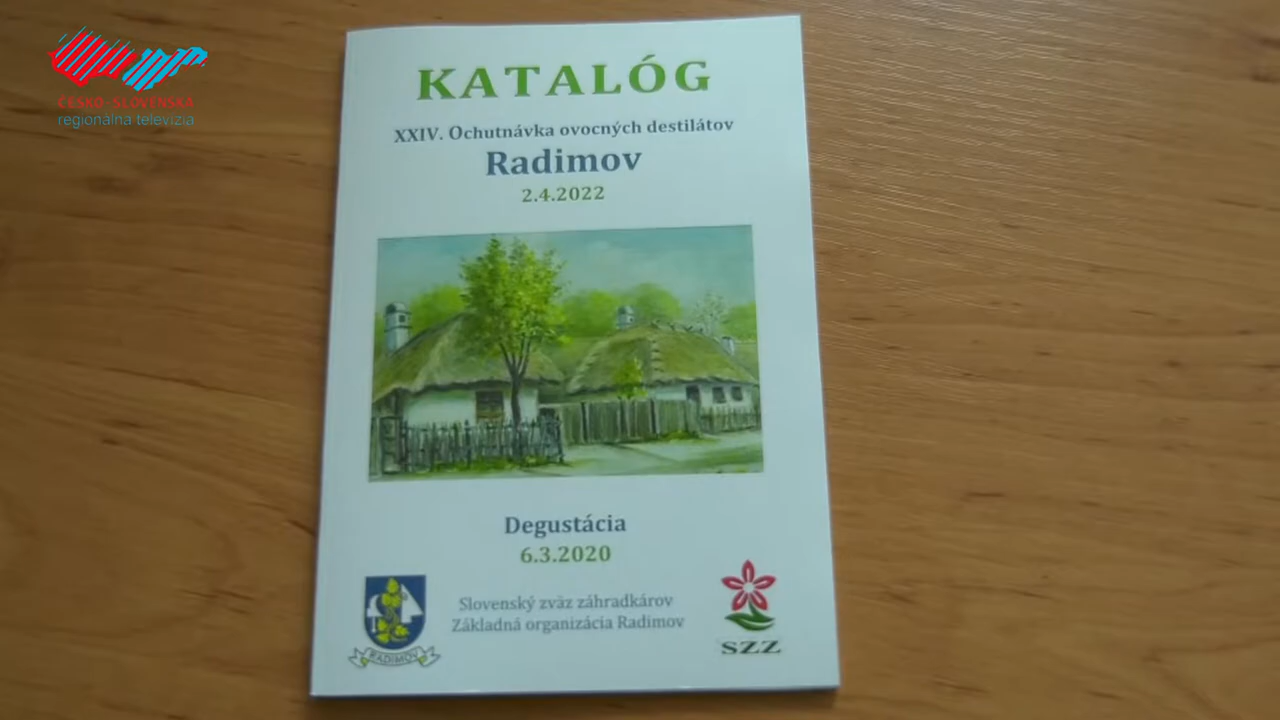 ČESKO-SLOVENSKÁ
regionálna televízia
KATALÓG
XXIV. Ochutnávka ovocných destilátov
Radimov
2.4.2022
Degustácia
6.3.2020
Slovenský zväz záhradkárov
Základná organizácia Radimov
RADIMOV
SZZ